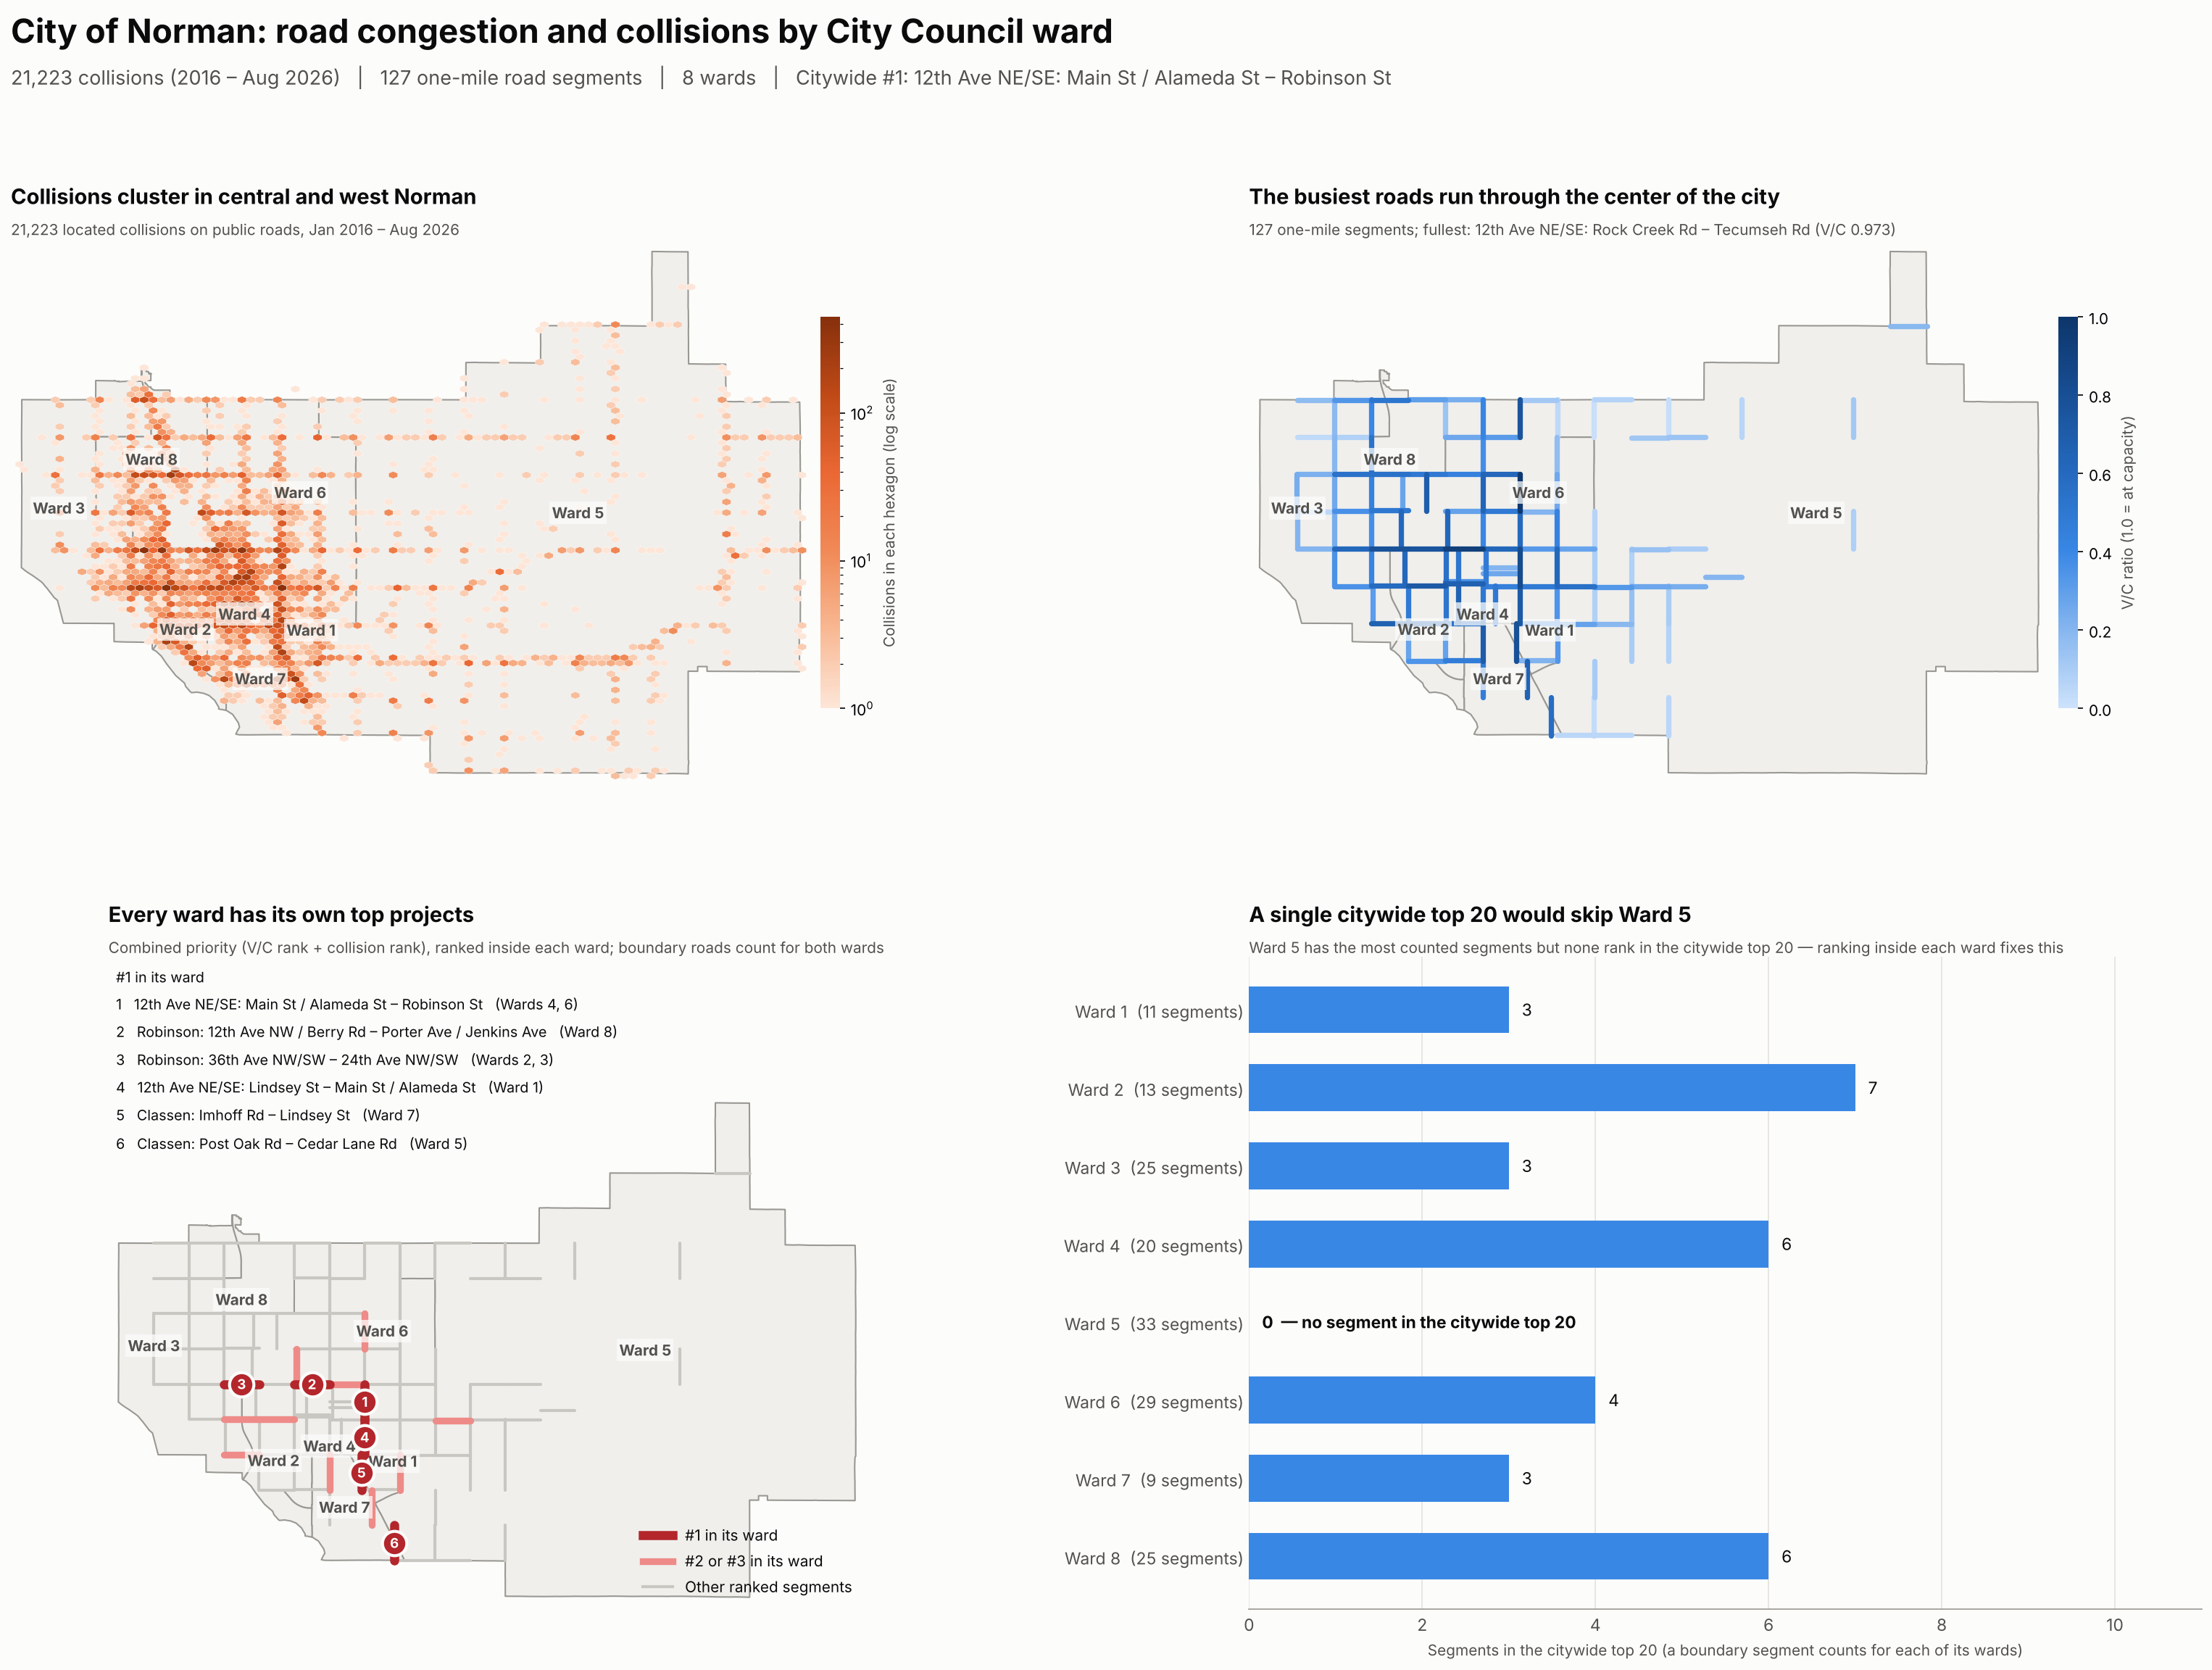 City of Norman: road congestion and collisions by City Council ward
21,223 collisions (2016 – Aug 2026) | 127 one-mile road segments | 8 wards | Citywide #1: 12th Ave NE/SE: Main St / Alameda St – Robinson St
Collisions cluster in central and west Norman
21,223 located collisions on public roads, Jan 2016 – Aug 2026
Ward 8
Ward 6
Ward 3
Ward 5
Ward 4
Ward 2
Ward 1
Ward 7
10²
10¹
10⁰
Collisions in each hexagon (log scale)
The busiest roads run through the center of the city
127 one-mile segments; fullest: 12th Ave NE/SE: Rock Creek Rd – Tecumseh Rd (V/C 0.973)
Ward 8
Ward 6
Ward 3
Ward 5
Ward 4
Ward 2
Ward 1
Ward 7
1.0
0.8
0.6
0.4
0.2
0.0
V/C ratio (1.0 = at capacity)
Every ward has its own top projects
Combined priority (V/C rank + collision rank), ranked inside each ward; boundary roads count for both wards
#1 in its ward
1 12th Ave NE/SE: Main St / Alameda St – Robinson St (Wards 4, 6)
2 Robinson: 12th Ave NW / Berry Rd – Porter Ave / Jenkins Ave (Ward 8)
3 Robinson: 36th Ave NW/SW – 24th Ave NW/SW (Wards 2, 3)
4 12th Ave NE/SE: Lindsey St – Main St / Alameda St (Ward 1)
5 Classen: Imhoff Rd – Lindsey St (Ward 7)
6 Classen: Post Oak Rd – Cedar Lane Rd (Ward 5)
Ward 8
Ward 6
Ward 3
Ward 5
3
2
1
4
Ward 4
Ward 2
Ward 1
5
Ward 7
6
#1 in its ward
#2 or #3 in its ward
Other ranked segments
A single citywide top 20 would skip Ward 5
Ward 5 has the most counted segments but none rank in the citywide top 20 — ranking inside each ward fixes this
Ward 1 (11 segments) 3
Ward 2 (13 segments) 7
Ward 3 (25 segments) 3
Ward 4 (20 segments) 6
Ward 5 (33 segments) 0 — no segment in the citywide top 20
Ward 6 (29 segments) 4
Ward 7 (9 segments) 3
Ward 8 (25 segments) 6
0 2 4 6 8 10
Segments in the citywide top 20 (a boundary segment counts for each of its wards)